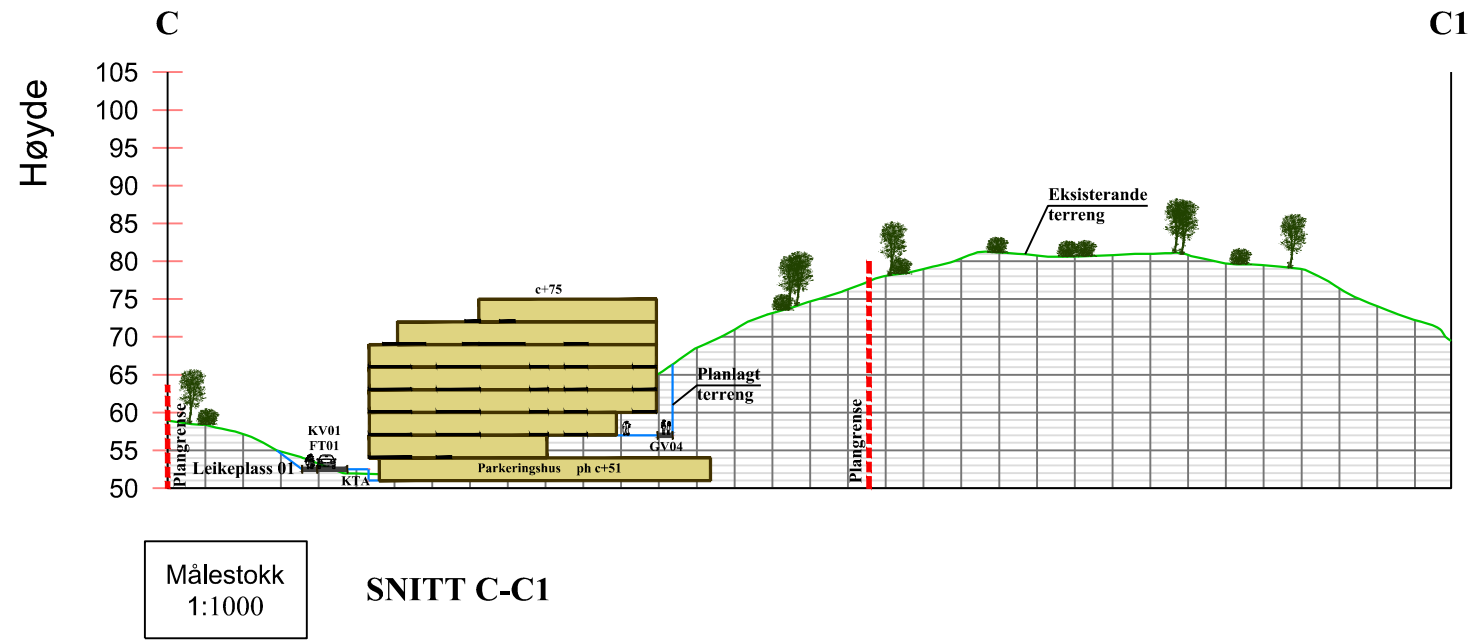 C
C1
Høyde
105
100
95
90
85
80
75
70
65
60
55
50
Eksisterande
terreng
c+75
Planlagt
terreng
Plangrense
KV01
FT01
Leikeplass 01
KTA
Parkeringshus ph c+51
GV04
Plangrense
Målestokk
1:1000
SNITT C-C1